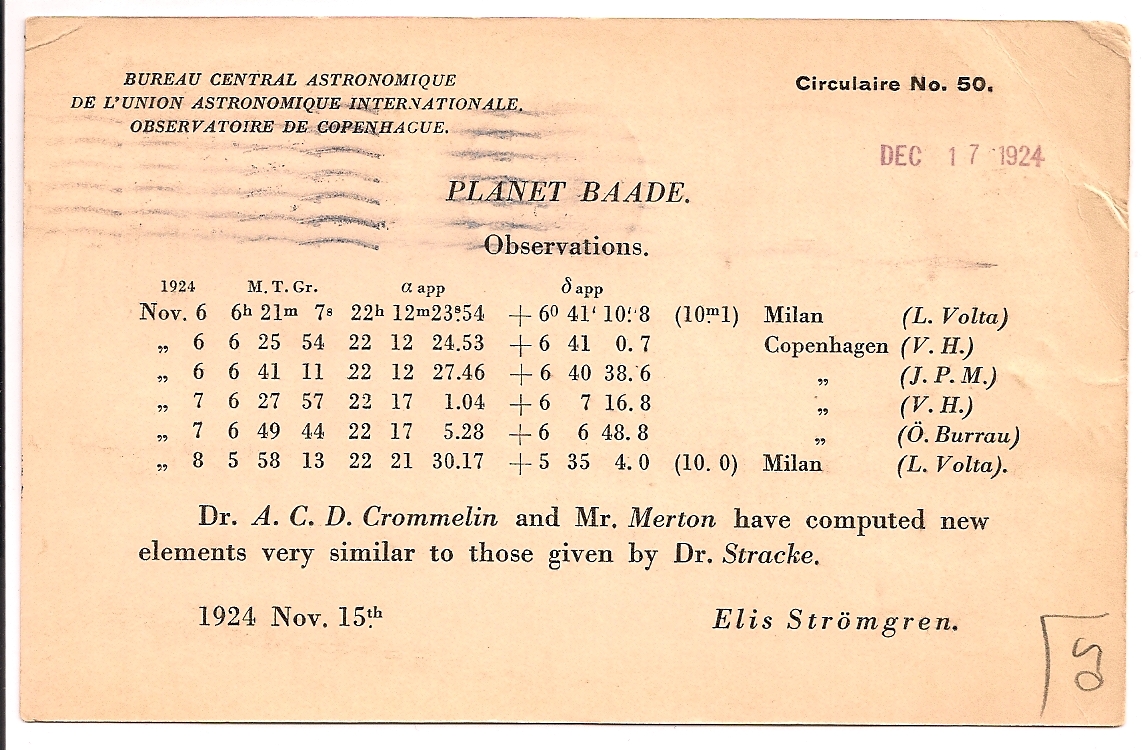 BUREAU CENTRAL ASTRONOMIQUE
DE L'UNION ASTRONOMIQUE INTERNATIONALE.
OBSERVATOIRE DE COPENHAGUE.
Circulaire No. 50.
DEC 17 1924
PLANET BAADE.
Observations.
1924 M. T. Gr. α app δ app
Nov. 6 6h 21m 7s 22h 12m23s.54 +6⁰ 41' 10".8 (10m.1) Milan (L. Volta)
„ 6 6 25 54 22 12 24.53 +6 41 0.7 Copenhagen (V. H.)
„ 6 6 41 11 22 12 27.46 +6 40 38.6 „ (J. P. M.)
„ 7 6 27 57 22 17 1.04 +6 7 16.8 „ (V. H.)
„ 7 6 49 44 22 17 5.28 +6 6 48.8 „ (Ö. Burrau)
„ 8 5 58 13 22 21 30.17 +5 35 4.0 (10.0) Milan (L. Volta).
Dr. A. C. D. Crommelin and Mr. Merton have computed new
elements very similar to those given by Dr. Stracke.
1924 Nov. 15th
Elis Strömgren.
50